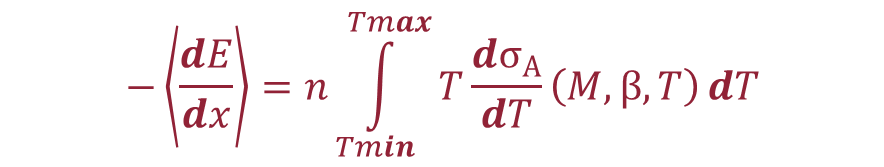 −⟨dE/dx⟩ = n ∫_{Tmin}^{Tmax} T dσ_A/dT (M, β, T) dT